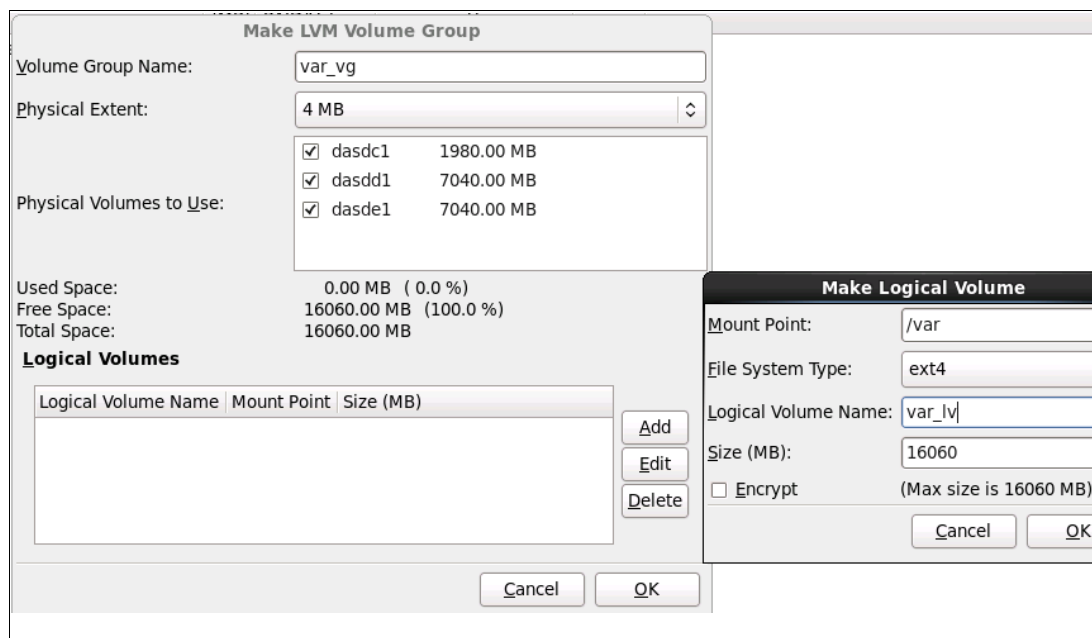 Make LVM Volume Group
Volume Group Name: var_vg
Physical Extent: 4 MB
Physical Volumes to Use:
dasdc1 1980.00 MB
dasdd1 7040.00 MB
dasde1 7040.00 MB
Used Space: 0.00 MB ( 0.0 %)
Free Space: 16060.00 MB (100.0 %)
Total Space: 16060.00 MB
Logical Volumes
Logical Volume Name Mount Point Size (MB)
Add
Edit
Delete
Cancel OK
Make Logical Volume
Mount Point: /var
File System Type: ext4
Logical Volume Name: var_lv
Size (MB): 16060
Encrypt (Max size is 16060 MB)
Cancel OK